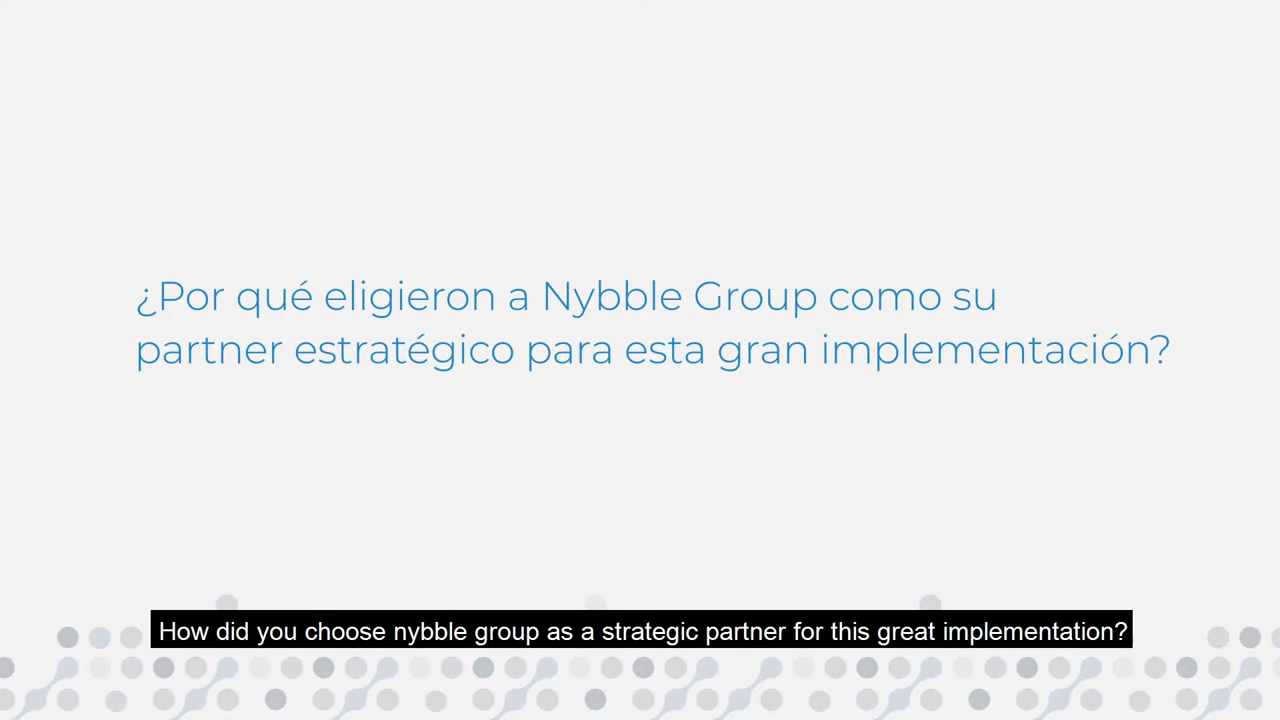 ¿Por qué eligieron a Nybble Group como su
partner estratégico para esta gran implementación?
How did you choose nybble group as a strategic partner for this great implementation?